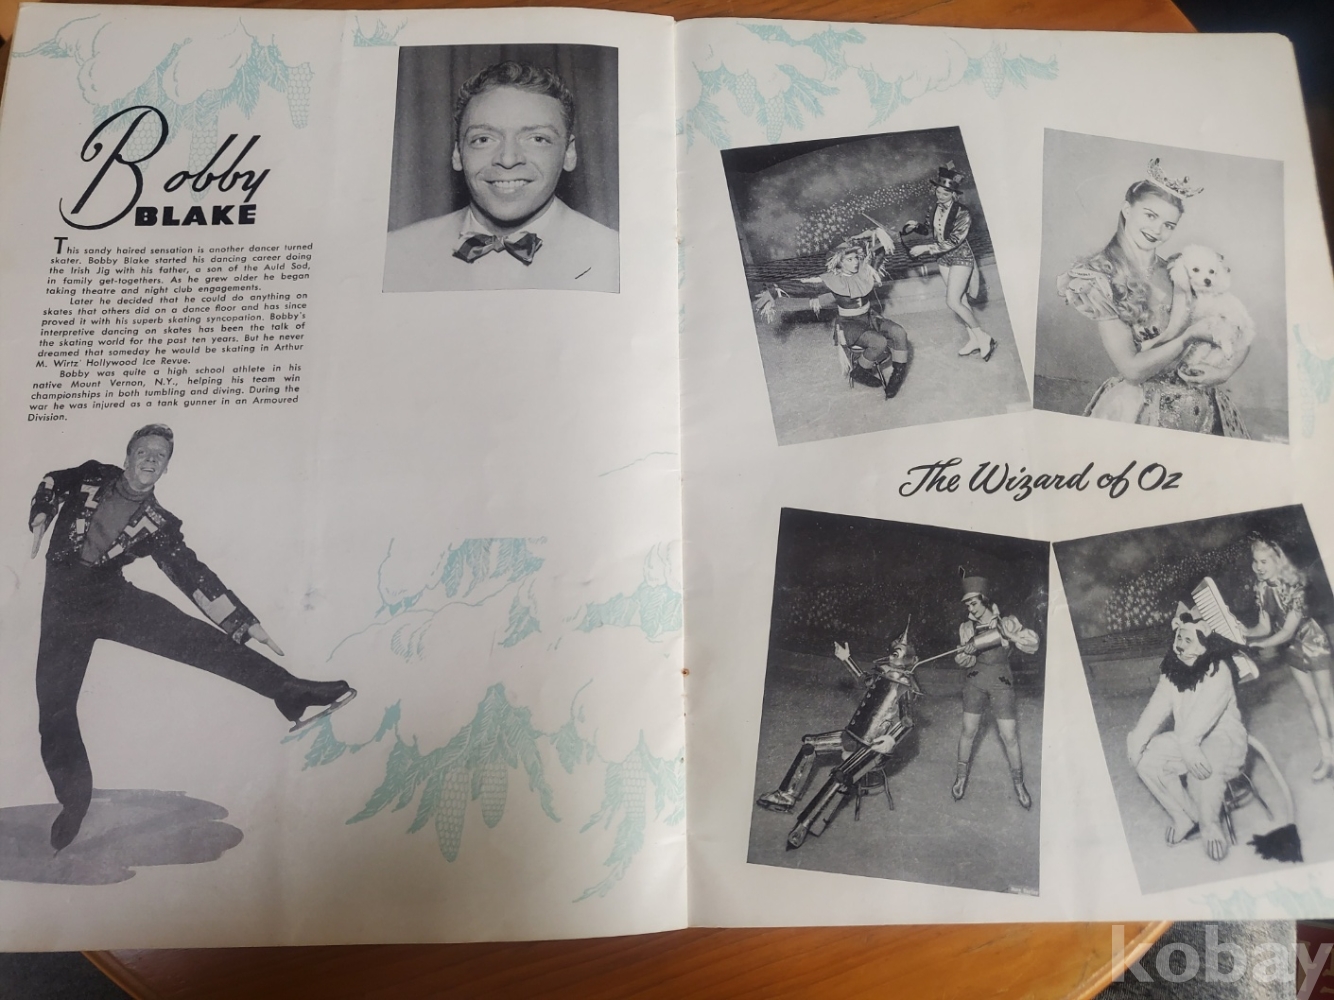 Bobby
BLAKE
This sandy haired sensation is another dancer turned
skater. Bobby Blake started his dancing career doing
the Irish Jig with his father, a son of the Auld Sod,
in family get-togethers. As he grew older he began
taking theatre and night club engagements.
Later he decided that he could do anything on
skates that others did on a dance floor and has since
proved it with his superb skating syncopation. Bobby's
interpretive dancing on skates has been the talk of
the skating world for the past ten years. But he never
dreamed that someday he would be skating in Arthur
M. Wirtz' Hollywood Ice Revue.
Bobby was quite a high school athlete in his
native Mount Vernon, N.Y., helping his team win
championships in both tumbling and diving. During the
war he was injured as a tank gunner in an Armoured
Division.
The Wizard of Oz
kobay